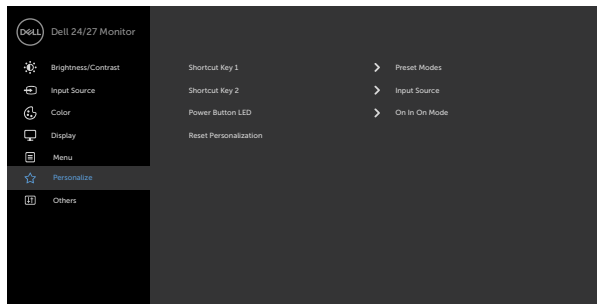 DELL Dell 24/27 Monitor
Brightness/Contrast Shortcut Key 1 Preset Modes
Input Source Shortcut Key 2 Input Source
Color Power Button LED On In On Mode
Display Reset Personalization
Menu
Personalize
Others